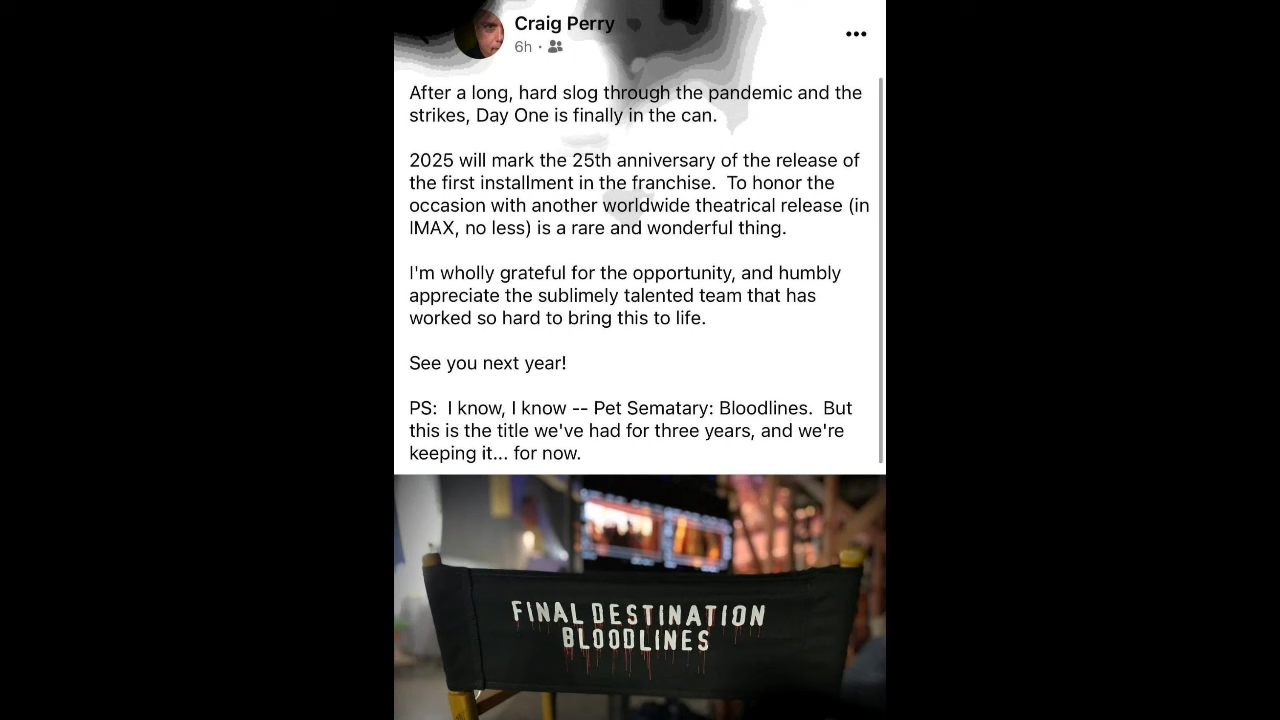 Craig Perry
6h ·
After a long, hard slog through the pandemic and the
strikes, Day One is finally in the can.
2025 will mark the 25th anniversary of the release of
the first installment in the franchise.  To honor the
occasion with another worldwide theatrical release (in
IMAX, no less) is a rare and wonderful thing.
I'm wholly grateful for the opportunity, and humbly
appreciate the sublimely talented team that has
worked so hard to bring this to life.
See you next year!
PS:  I know, I know -- Pet Sematary: Bloodlines.  But
this is the title we've had for three years, and we're
keeping it... for now.
FINAL DESTINATION
BLOODLINES